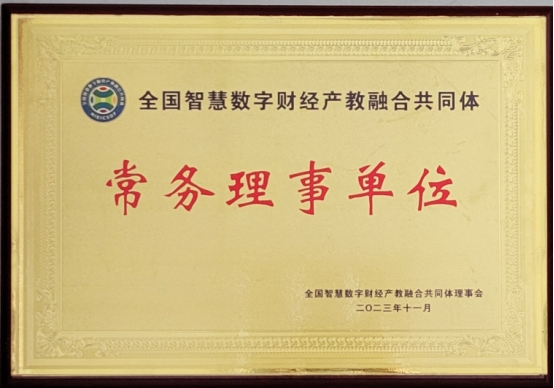 全国智慧数字财经产教融合共同体
常务理事单位
全国智慧数字财经产教融合共同体理事会
二〇二三年十一月